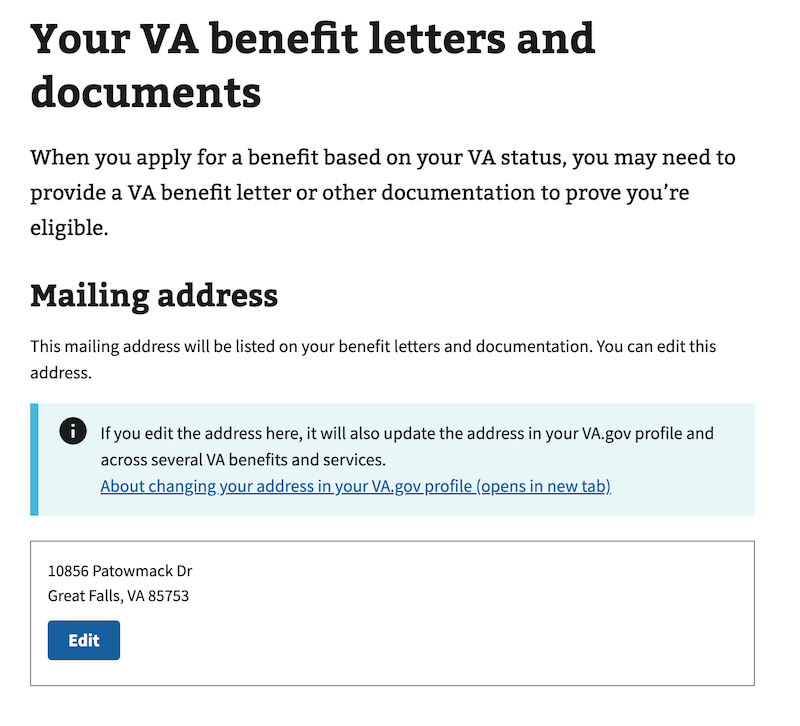 Your VA benefit letters and
documents
When you apply for a benefit based on your VA status, you may need to
provide a VA benefit letter or other documentation to prove you’re
eligible.
Mailing address
This mailing address will be listed on your benefit letters and documentation. You can edit this
address.
If you edit the address here, it will also update the address in your VA.gov profile and
across several VA benefits and services.
About changing your address in your VA.gov profile (opens in new tab)
10856 Patowmack Dr
Great Falls, VA 85753
Edit